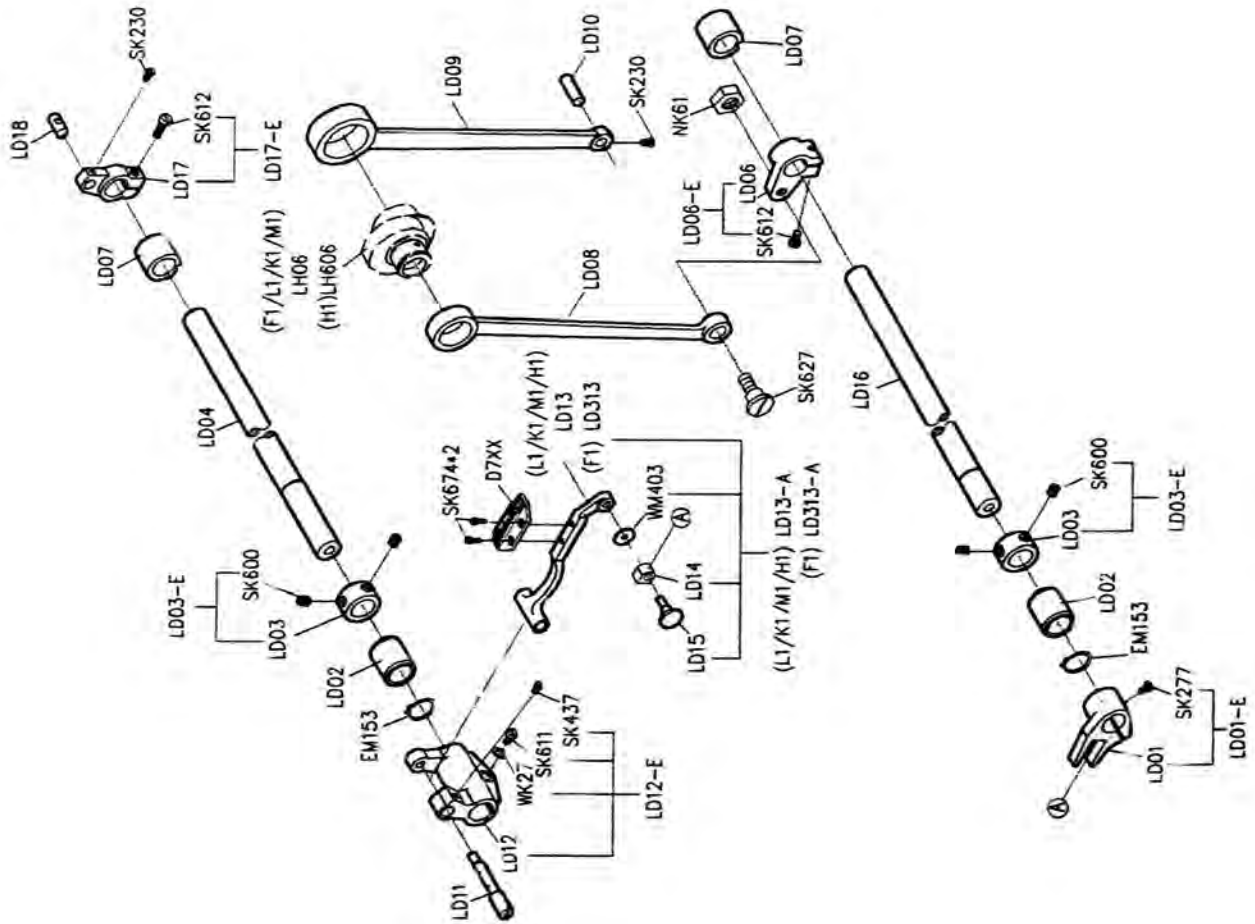 SK230
LD18
SK612
LD17
LD17-E
LD07
LD04
LD03-E
SK600
LD03
LD02
EM153
SK437
SK611
WK27
LD12-E
LD12
LD11
LD10
LD09
SK230
(F1/L1/K1/M1)
LH06
(H1)LH606
LD08
SK627
(L1/K1/M1/H1)
LD13
(F1) LD313
SK674*2
D7XX
WM403
A
LD14
LD15
(L1/K1/M1/H1) LD13-A
(F1) LD313-A
LD07
NK61
LD06
LD06-E
SK612
LD16
SK600
LD03
LD03-E
LD02
EM153
SK277
LD01
LD01-E
A